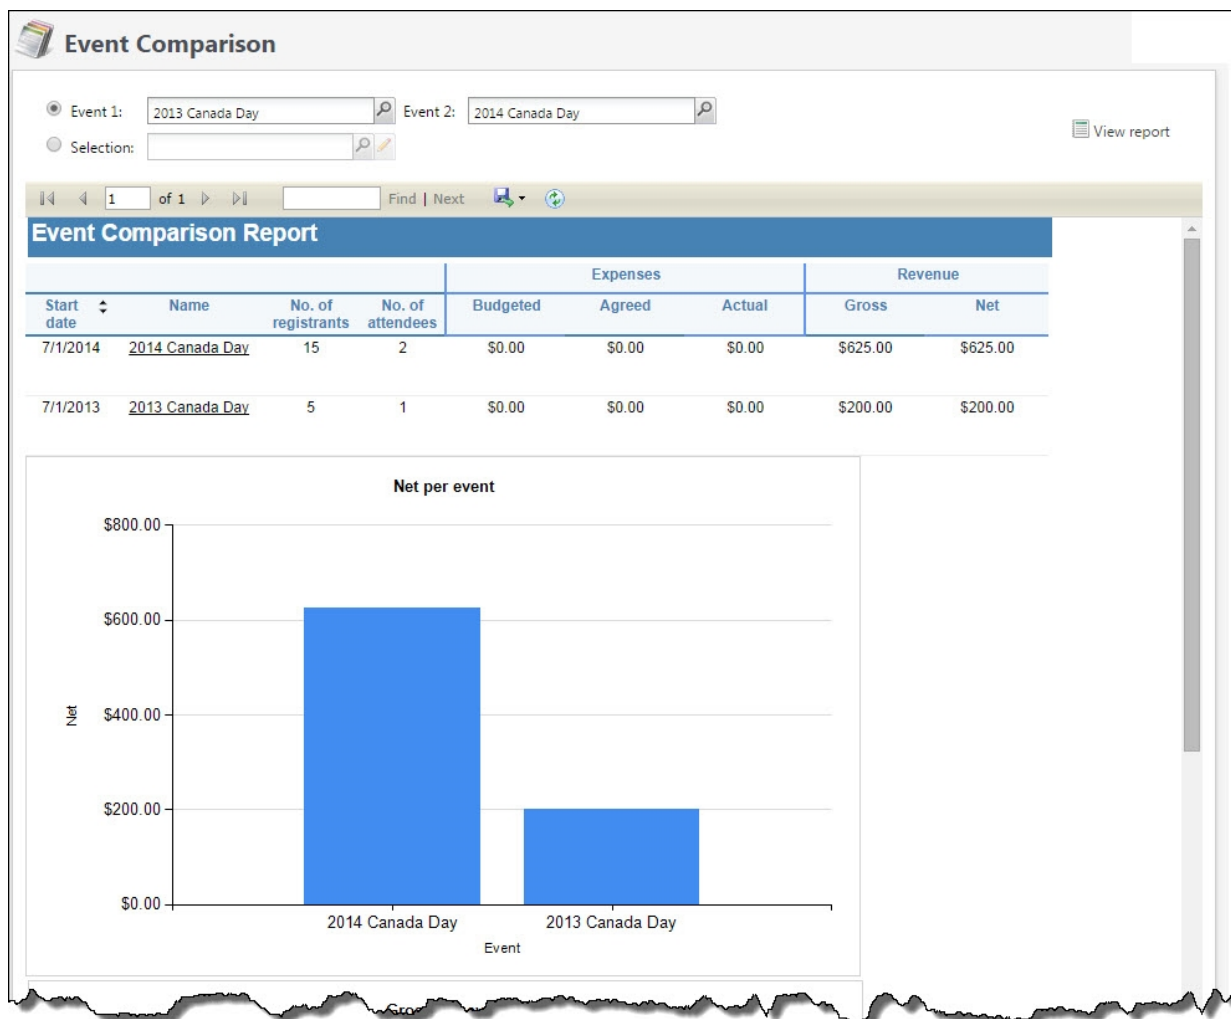 Event Comparison
Event 1: 2013 Canada Day Event 2: 2014 Canada Day
Selection:
View report
1 of 1 Find | Next
Event Comparison Report
Expenses Revenue
Start date Name No. of registrants No. of attendees Budgeted Agreed Actual Gross Net
7/1/2014 2014 Canada Day 15 2 $0.00 $0.00 $0.00 $625.00 $625.00
7/1/2013 2013 Canada Day 5 1 $0.00 $0.00 $0.00 $200.00 $200.00
Net per event
$800.00
$600.00
$400.00
$200.00
$0.00
Net
2014 Canada Day 2013 Canada Day
Event